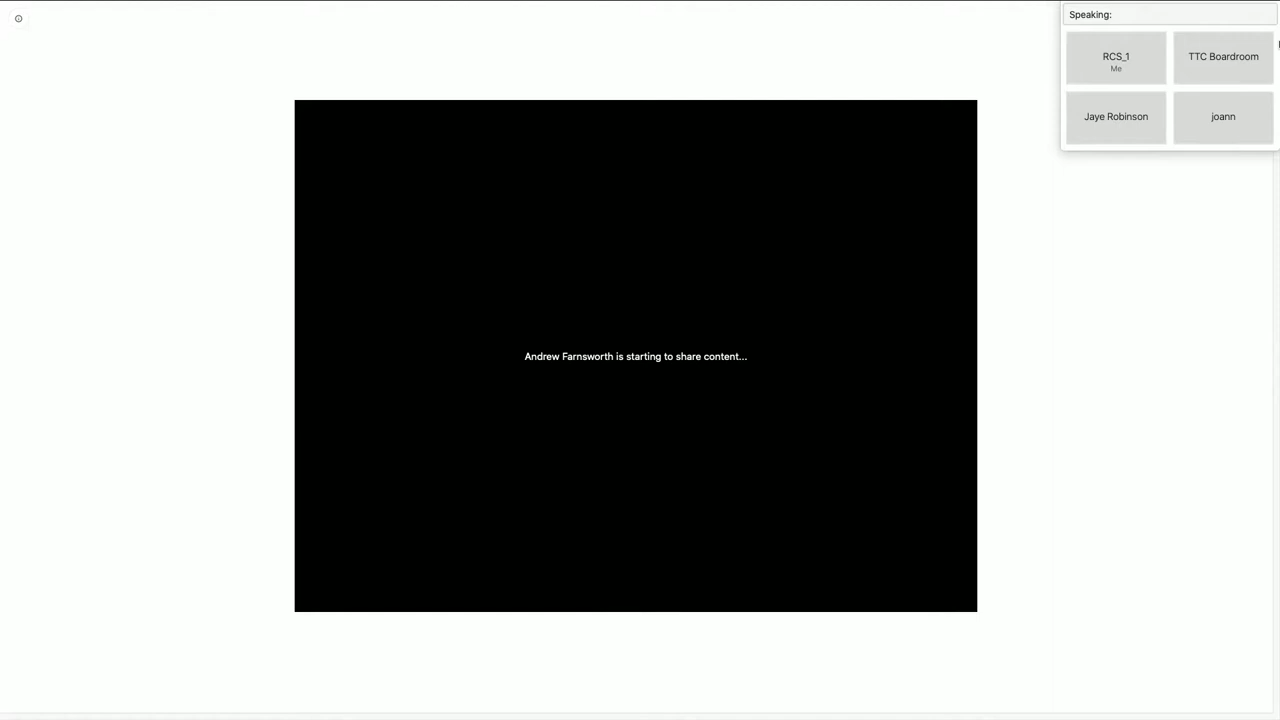 Speaking:
RCS_1
Me
TTC Boardroom
Jaye Robinson
joann
Andrew Farnsworth is starting to share content...